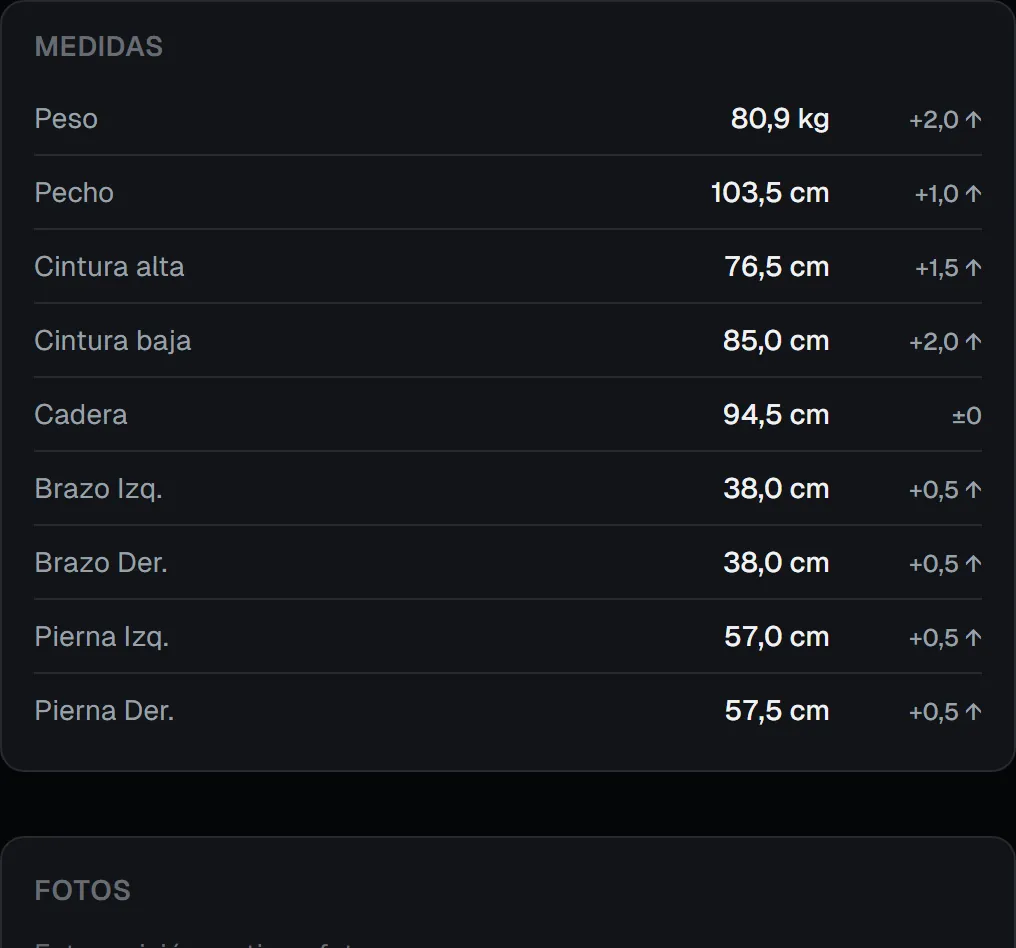 MEDIDAS
Peso 80,9 kg +2,0 ↑
Pecho 103,5 cm +1,0 ↑
Cintura alta 76,5 cm +1,5 ↑
Cintura baja 85,0 cm +2,0 ↑
Cadera 94,5 cm ±0
Brazo Izq. 38,0 cm +0,5 ↑
Brazo Der. 38,0 cm +0,5 ↑
Pierna Izq. 57,0 cm +0,5 ↑
Pierna Der. 57,5 cm +0,5 ↑
FOTOS